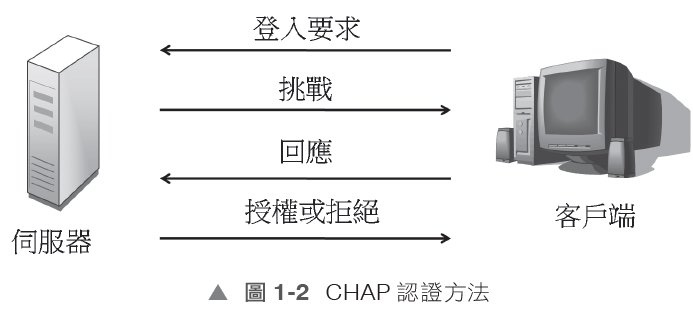 登入要求
挑戰
回應
授權或拒絕
伺服器
客戶端
▲ 圖 1-2 CHAP 認證方法